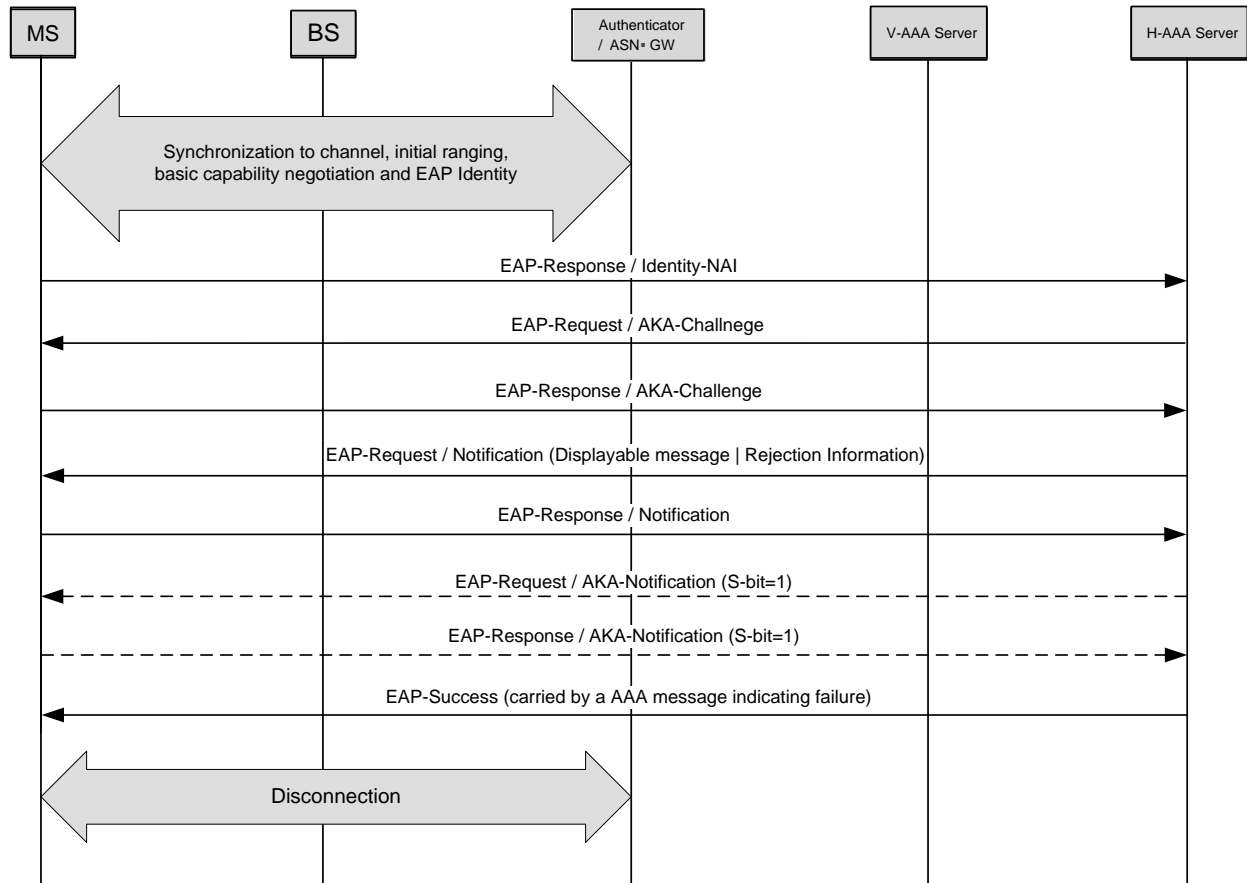 MS
BS
Authenticator
/ ASN- GW
V-AAA Server
H-AAA Server
Synchronization to channel, initial ranging,
basic capability negotiation and EAP Identity
EAP-Response / Identity-NAI
EAP-Request / AKA-Challnege
EAP-Response / AKA-Challenge
EAP-Request / Notification (Displayable message | Rejection Information)
EAP-Response / Notification
EAP-Request / AKA-Notification (S-bit=1)
EAP-Response / AKA-Notification (S-bit=1)
EAP-Success (carried by a AAA message indicating failure)
Disconnection